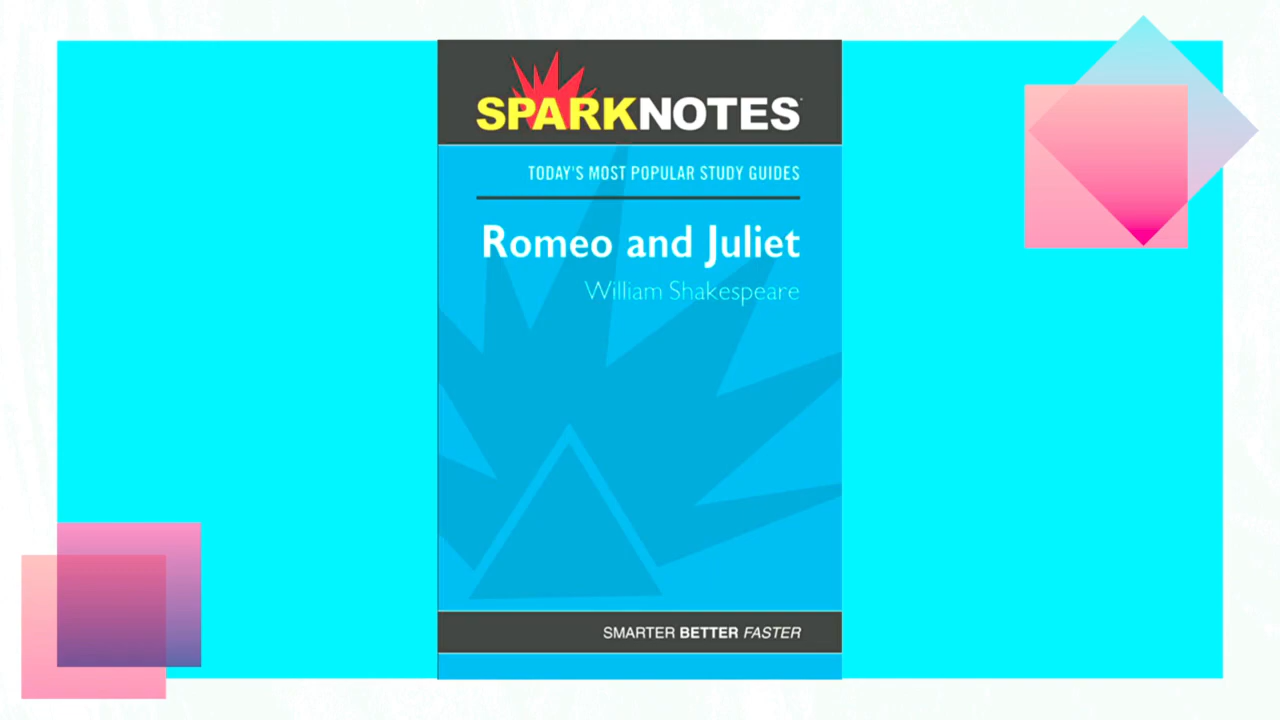 SPARKNOTES
TODAY'S MOST POPULAR STUDY GUIDES
Romeo and Juliet
William Shakespeare
SMARTER BETTER FASTER